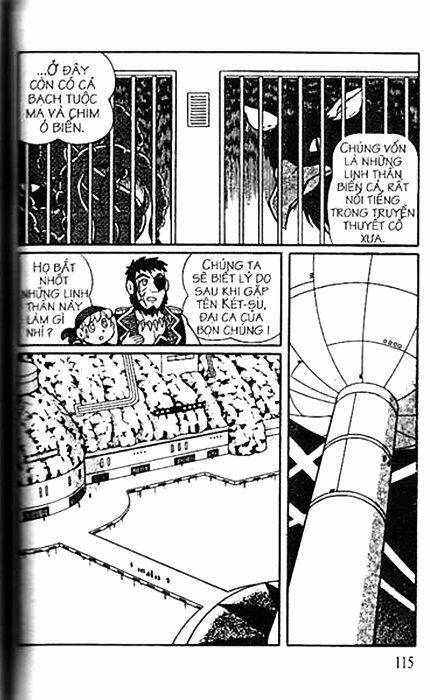 ...Ở ĐÂY
CÒN CÓ CẢ
BẠCH TUỘC
MA VÀ CHIM
Ó BIỂN.
CHÚNG VỐN
LÀ NHỮNG
LINH THẦN
BIỂN CẢ, RẤT
NỔI TIẾNG
TRONG TRUYỀN
THUYẾT CỔ
XƯA.
HỌ BẮT
NHỐT
NHỮNG LINH
THẦN NÀY
LÀM GÌ
NHỈ ?
CHÚNG TA
SẼ BIẾT LÝ DO
SAU KHI GẶP
TÊN KÉT-SU,
ĐẠI CA CỦA
BỌN CHÚNG !
115